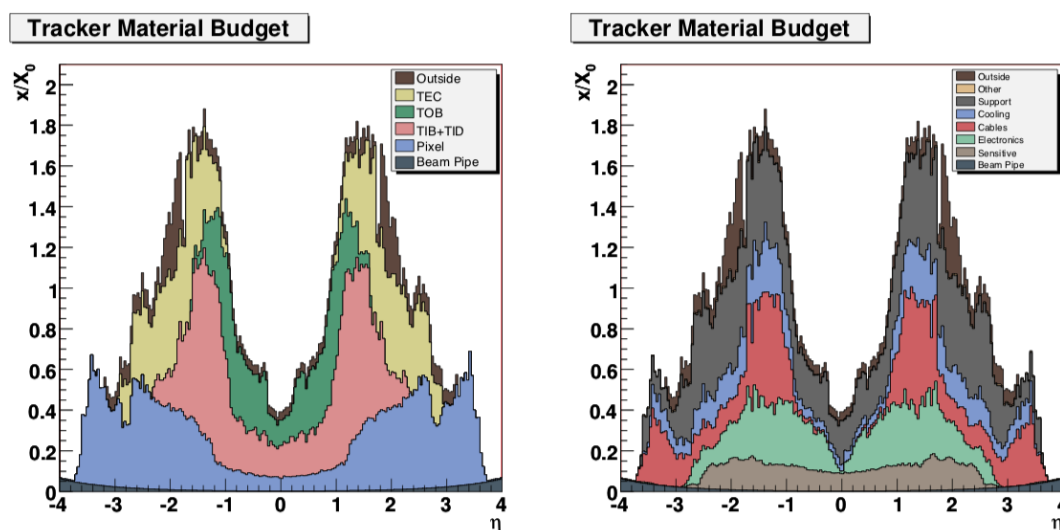 Tracker Material Budget
x/X0
2
1.8
1.6
1.4
1.2
1
0.8
0.6
0.4
0.2
0
-4 -3 -2 -1 0 1 2 3 4
η
Outside
TEC
TOB
TIB+TID
Pixel
Beam Pipe
Tracker Material Budget
x/X0
2
1.8
1.6
1.4
1.2
1
0.8
0.6
0.4
0.2
0
-4 -3 -2 -1 0 1 2 3 4
η
Outside
Other
Support
Cooling
Cables
Electronics
Sensitive
Beam Pipe